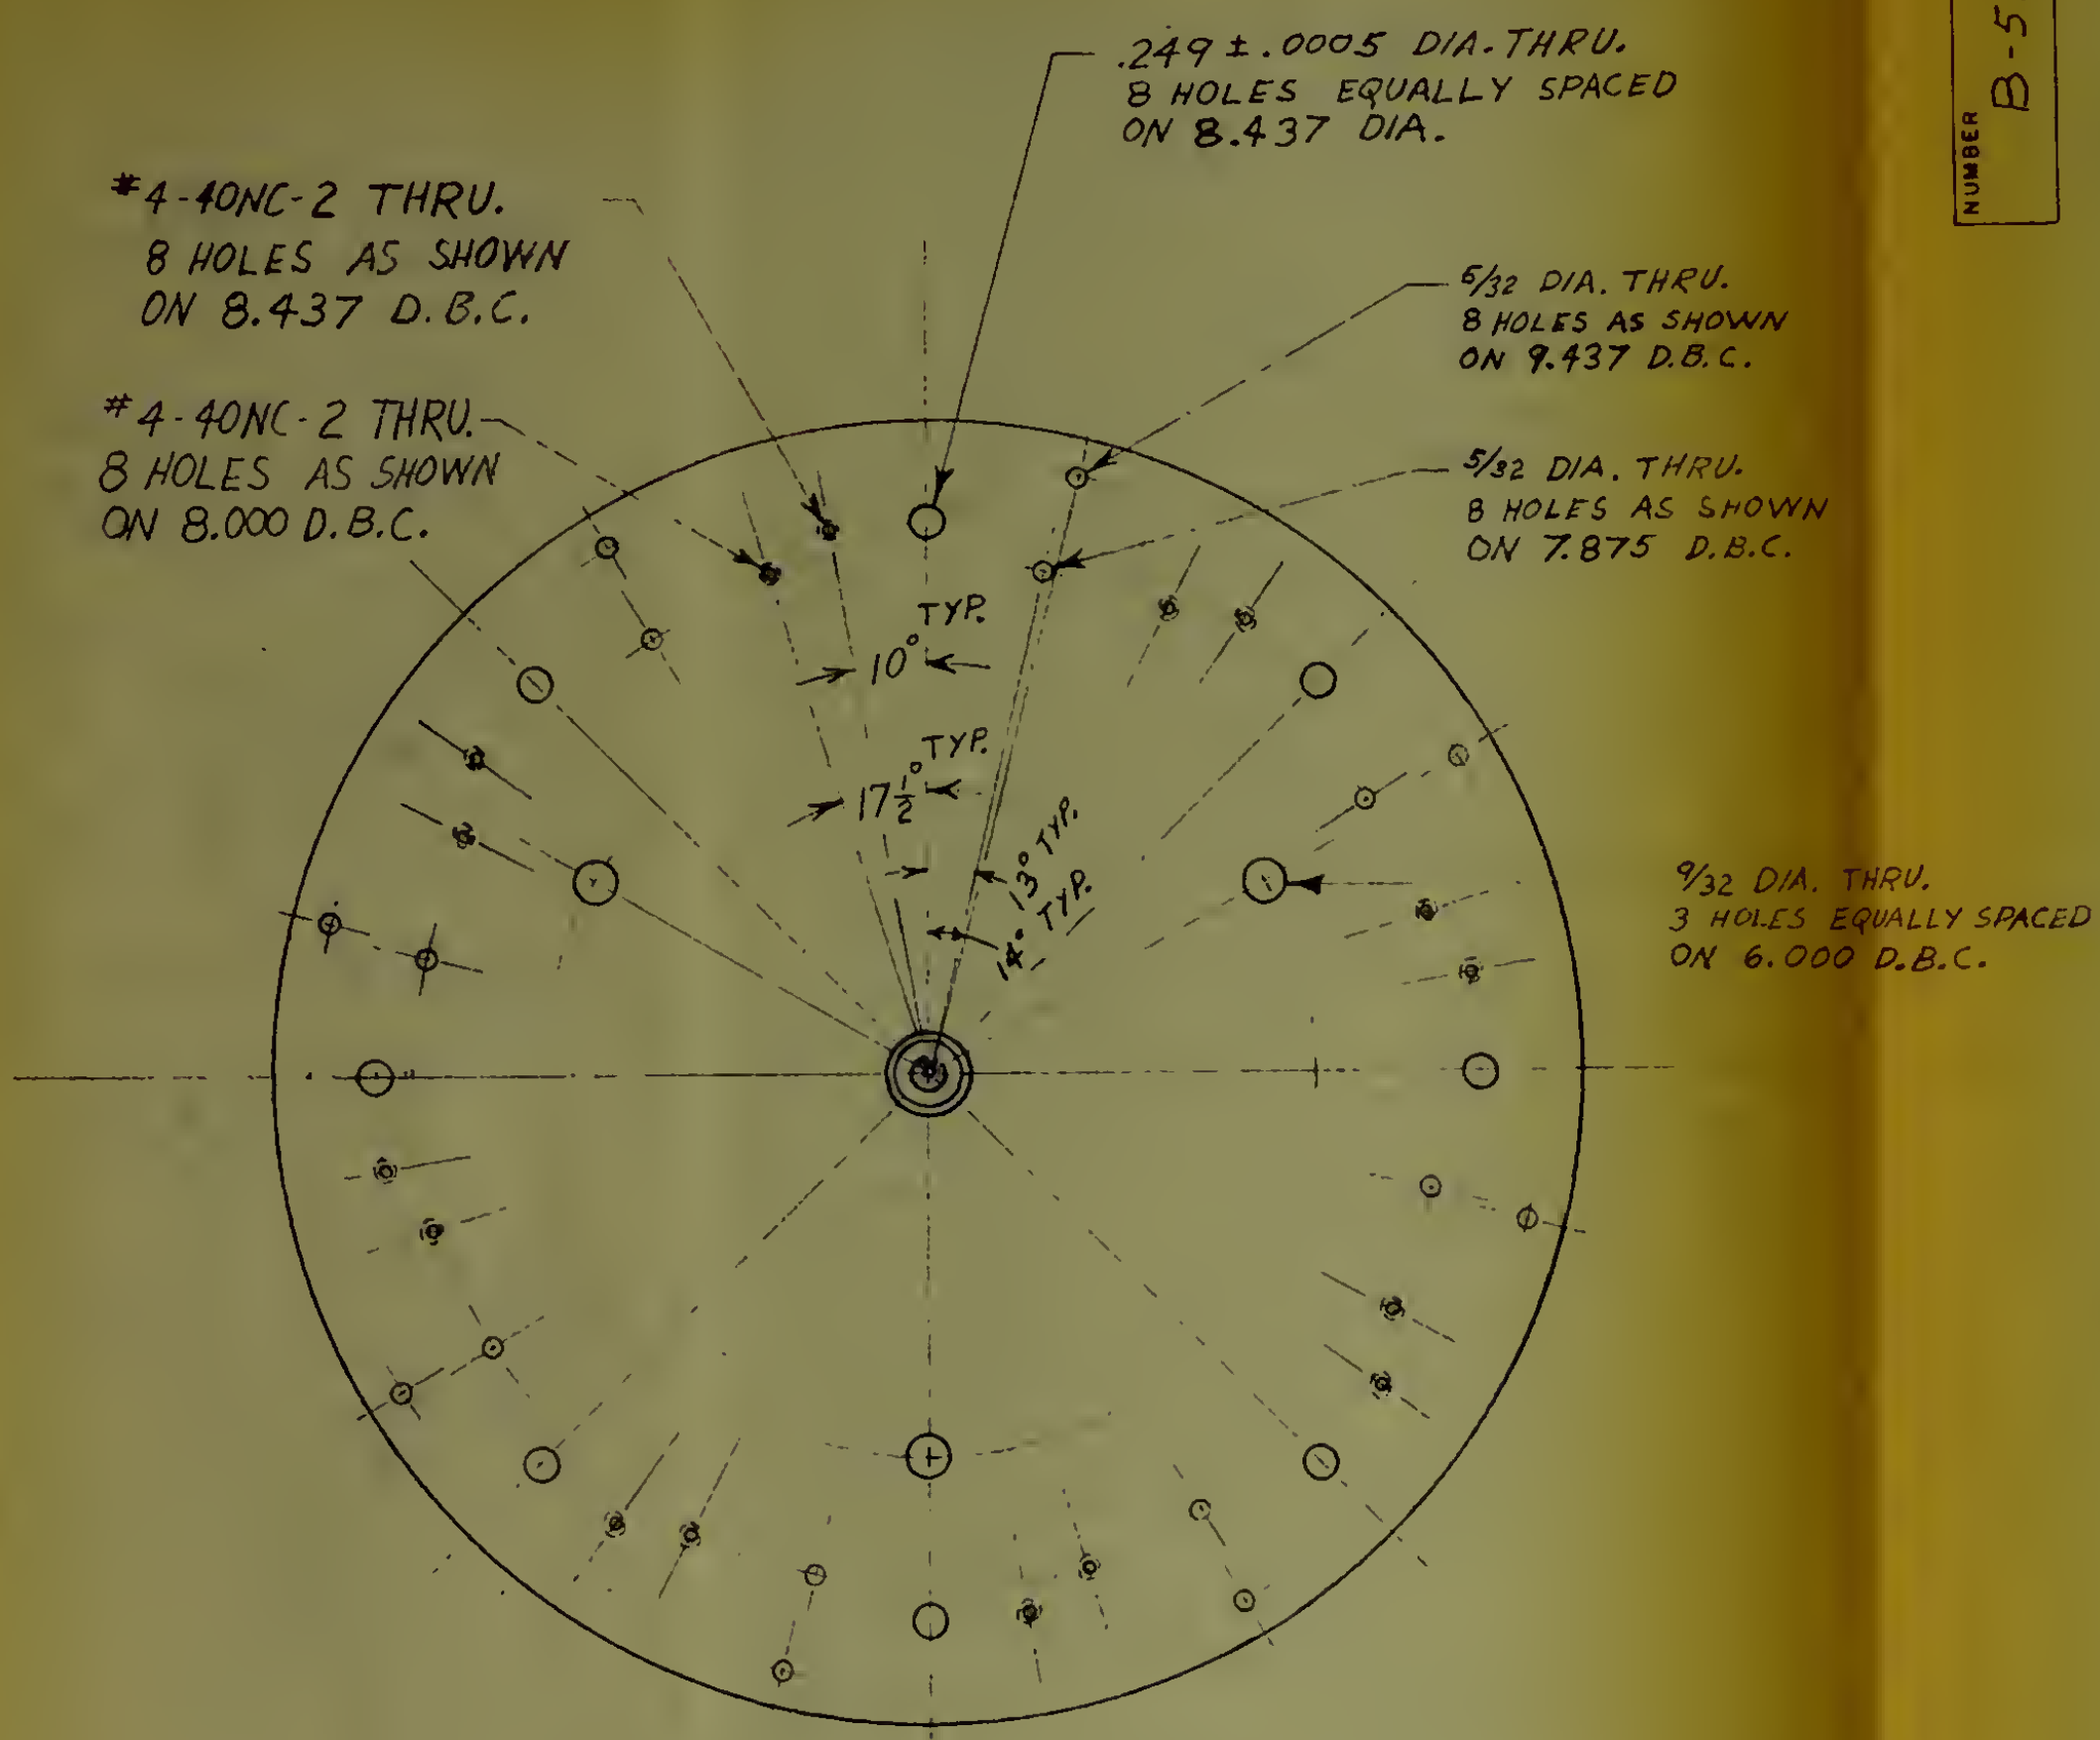 .249 ± .0005 DIA. THRU.
8 HOLES EQUALLY SPACED
ON 8.437 DIA.
NUMBER
B-5
#4-40NC-2 THRU.
8 HOLES AS SHOWN
ON 8.437 D.B.C.
5/32 DIA. THRU.
8 HOLES AS SHOWN
ON 9.437 D.B.C.
#4-40NC-2 THRU.
8 HOLES AS SHOWN
ON 8.000 D.B.C.
5/32 DIA. THRU.
8 HOLES AS SHOWN
ON 7.875 D.B.C.
TYP.
10°
TYP.
17½°
13° TYP.
14° TYP.
9/32 DIA. THRU.
3 HOLES EQUALLY SPACED
ON 6.000 D.B.C.